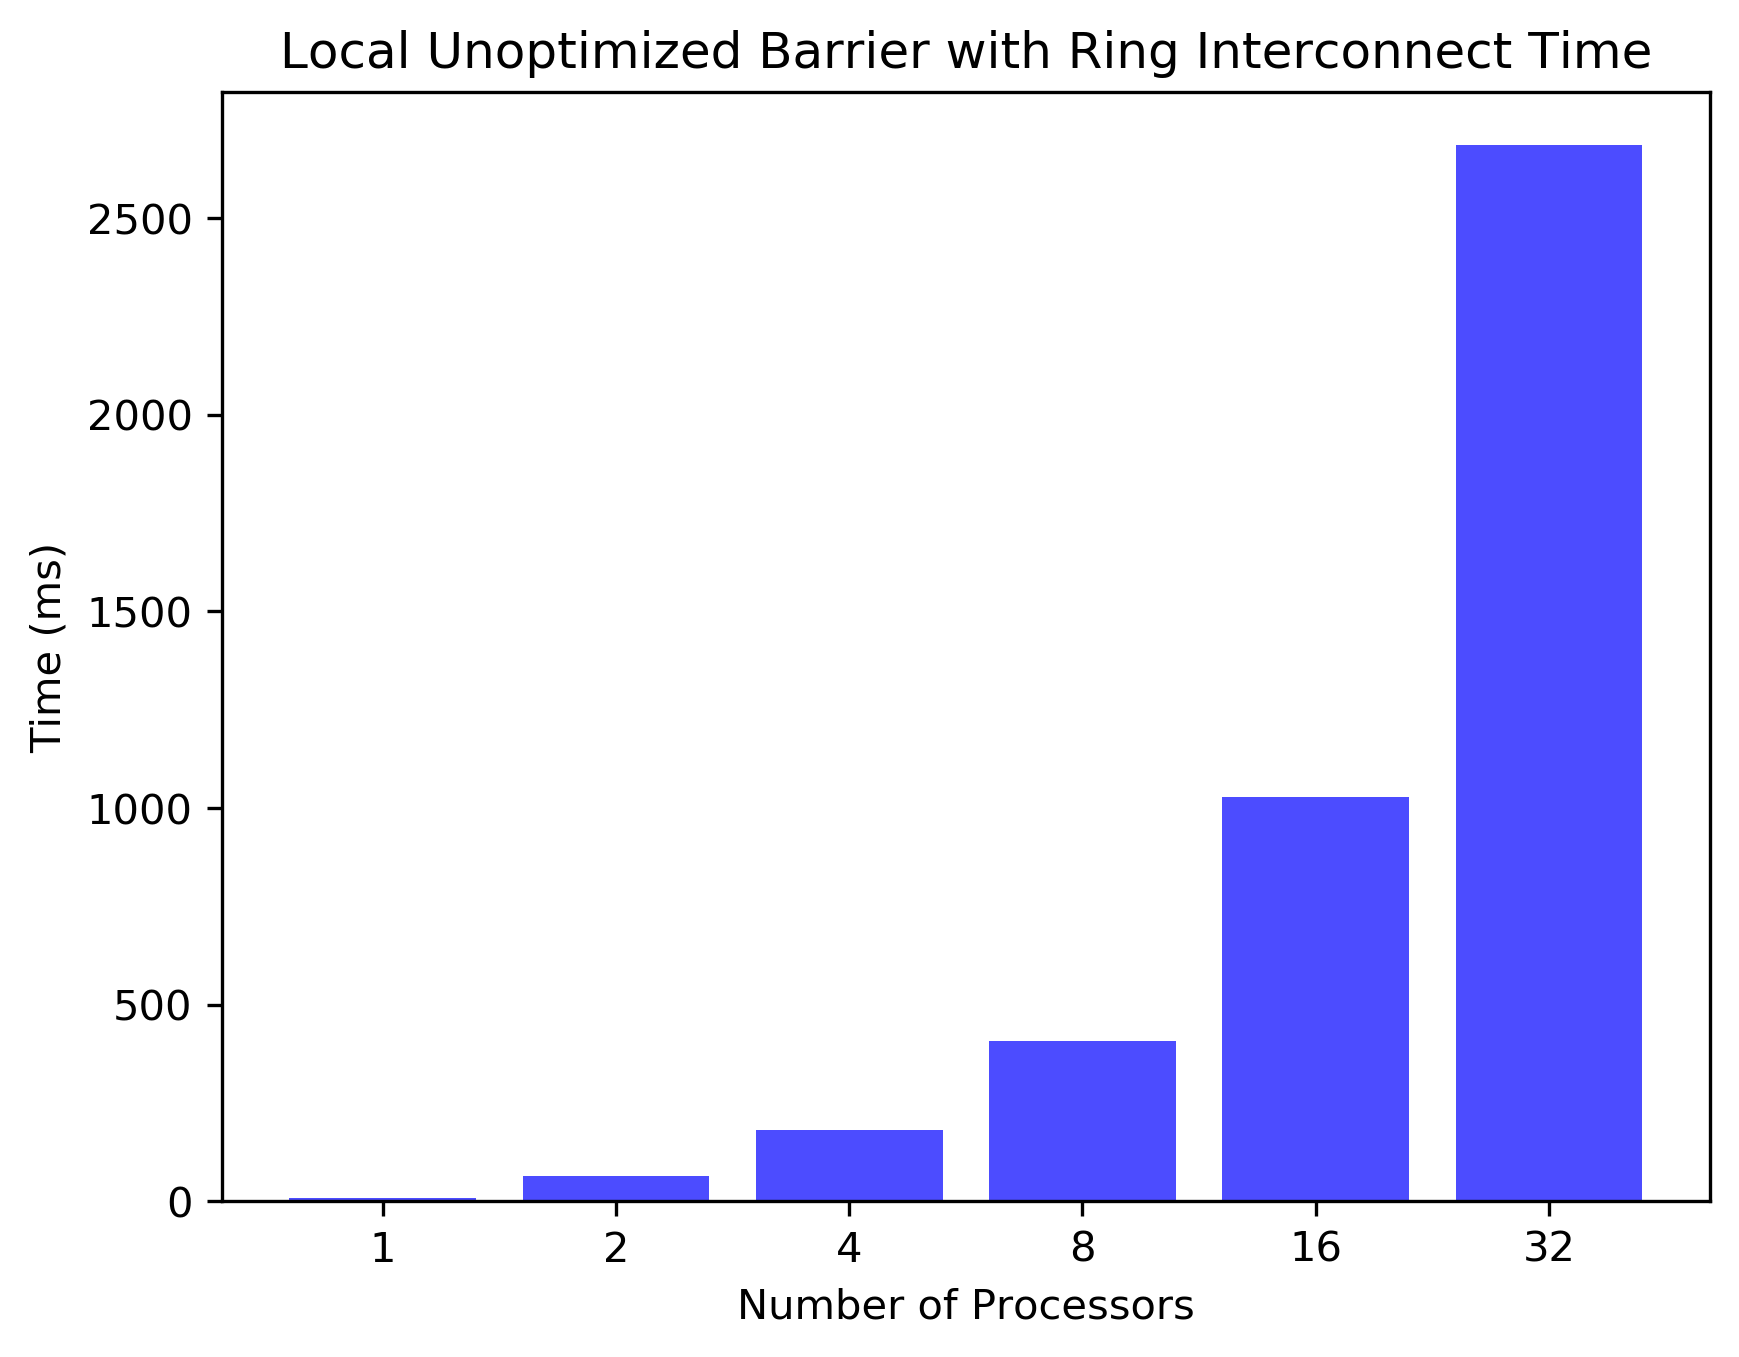 Local Unoptimized Barrier with Ring Interconnect Time
2500
2000
1500
1000
500
0
Time (ms)
1 2 4 8 16 32
Number of Processors